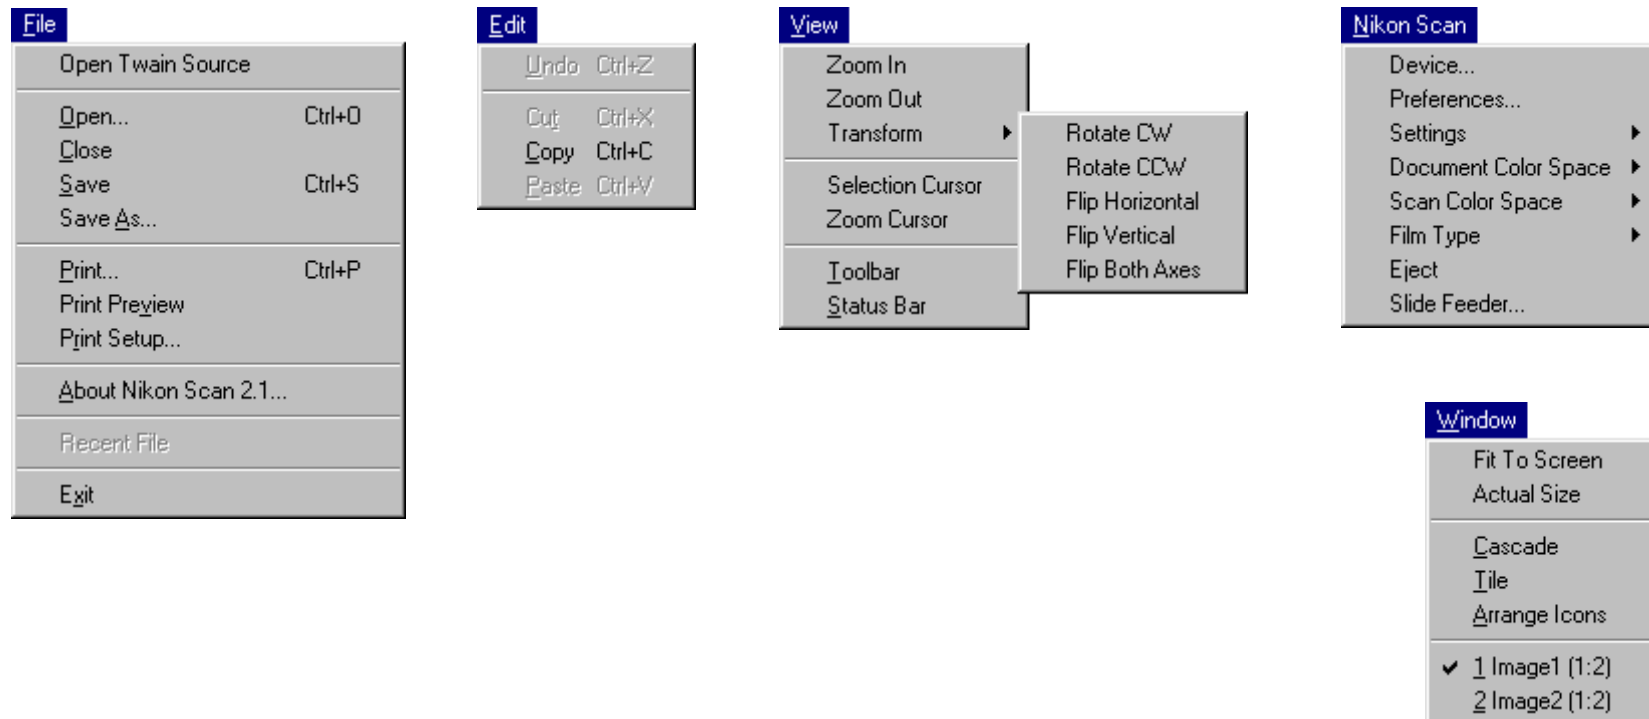 File
Open Twain Source
Open... Ctrl+O
Close
Save Ctrl+S
Save As...
Print... Ctrl+P
Print Preview
Print Setup...
About Nikon Scan 2.1...
Recent File
Exit
Edit
Undo Ctrl+Z
Cut Ctrl+X
Copy Ctrl+C
Paste Ctrl+V
View
Zoom In
Zoom Out
Transform
Selection Cursor
Zoom Cursor
Toolbar
Status Bar
Rotate CW
Rotate CCW
Flip Horizontal
Flip Vertical
Flip Both Axes
Nikon Scan
Device...
Preferences...
Settings
Document Color Space
Scan Color Space
Film Type
Eject
Slide Feeder...
Window
Fit To Screen
Actual Size
Cascade
Tile
Arrange Icons
1 Image1 (1:2)
2 Image2 (1:2)